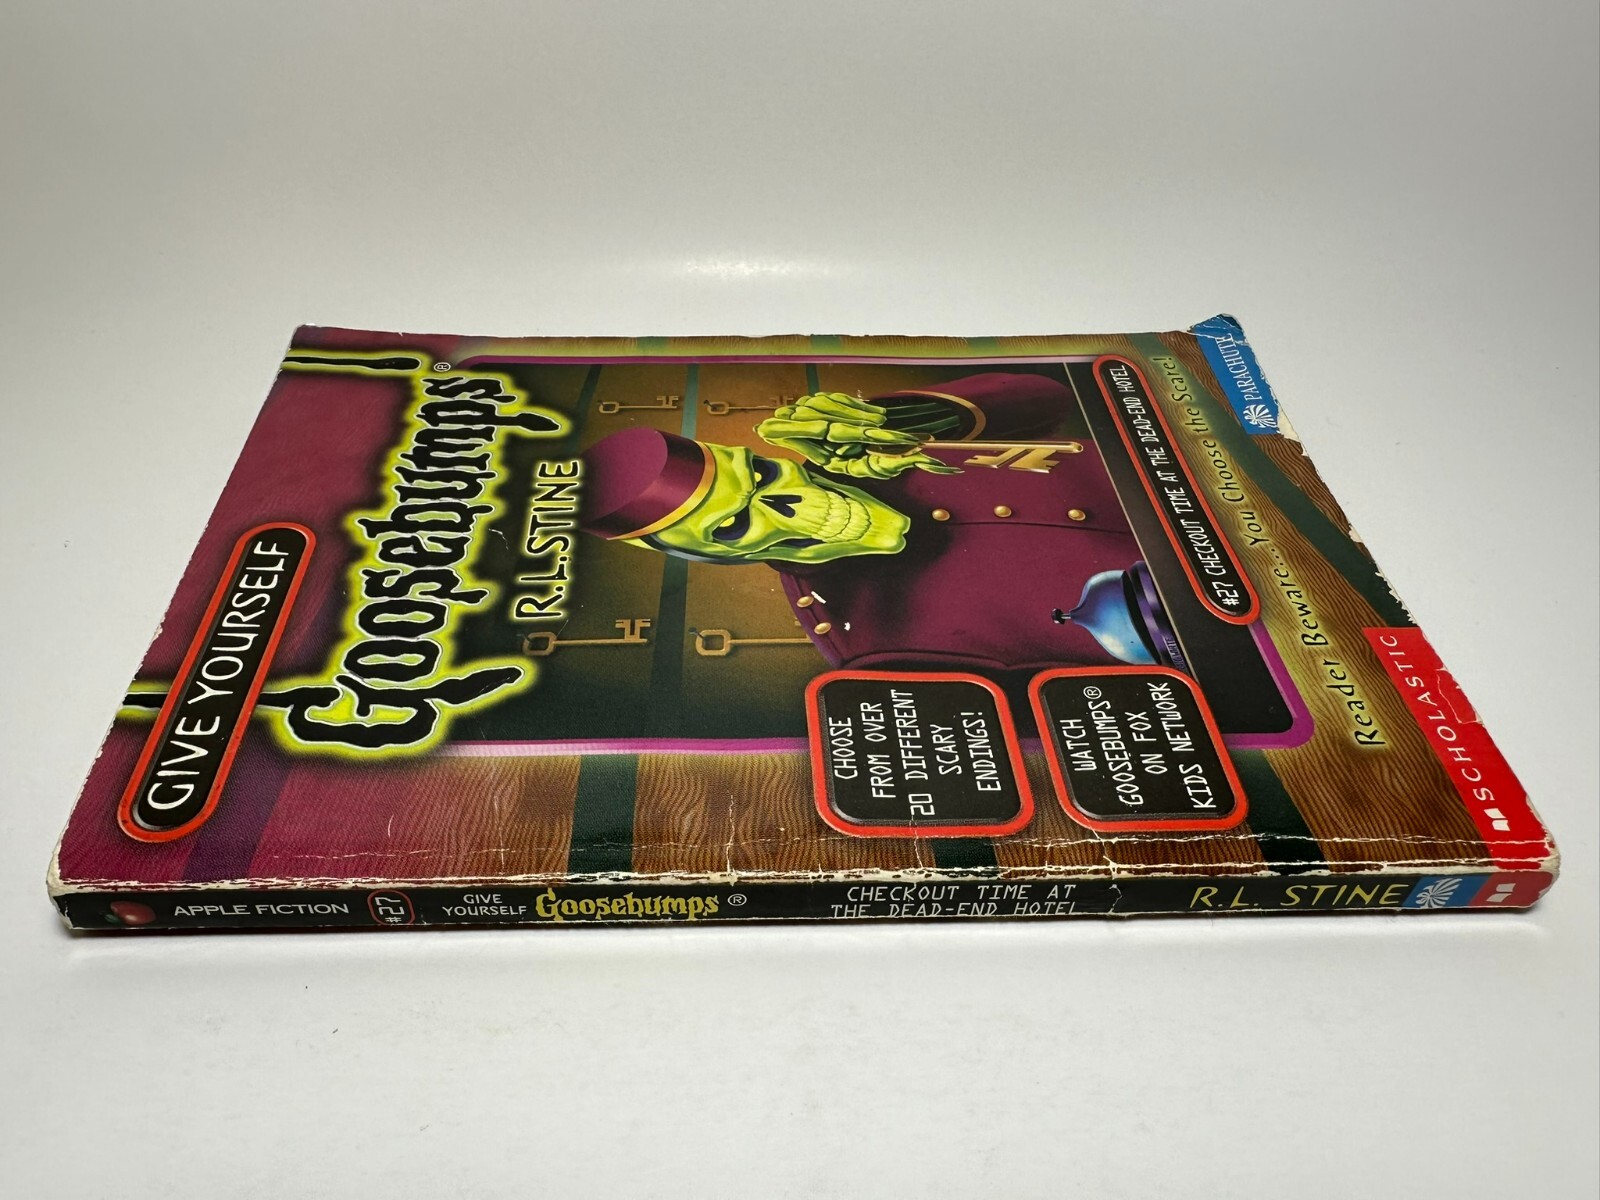 GIVE YOURSELF
Goosebumps®
R.L.STINE
CHOOSE
FROM OVER
20 DIFFERENT
SCARY
ENDINGS!
WATCH
GOOSEBUMPS®
ON FOX
KIDS NETWORK
#27 CHECKOUT TIME AT THE DEAD-END HOTEL
Reader Beware...You Choose the Scare!
PARACHUTE
SCHOLASTIC
APPLE FICTION
#27
GIVE
YOURSELF
Goosebumps®
CHECKOUT TIME AT
THE DEAD-END HOTEL
R.L. STINE